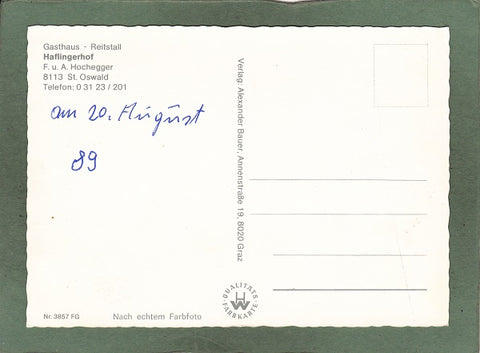 Gasthaus - Reitstall
Haflingerhof
F. u. A. Hochegger
8113 St. Oswald
Telefon: 0 31 23 / 201
am 20. August
89
Verlag: Alexander Bauer, Annenstraße 19, 8020 Graz
QUALITÄTS
FARBKARTE
Nr. 3857 FG
Nach echtem Farbfoto